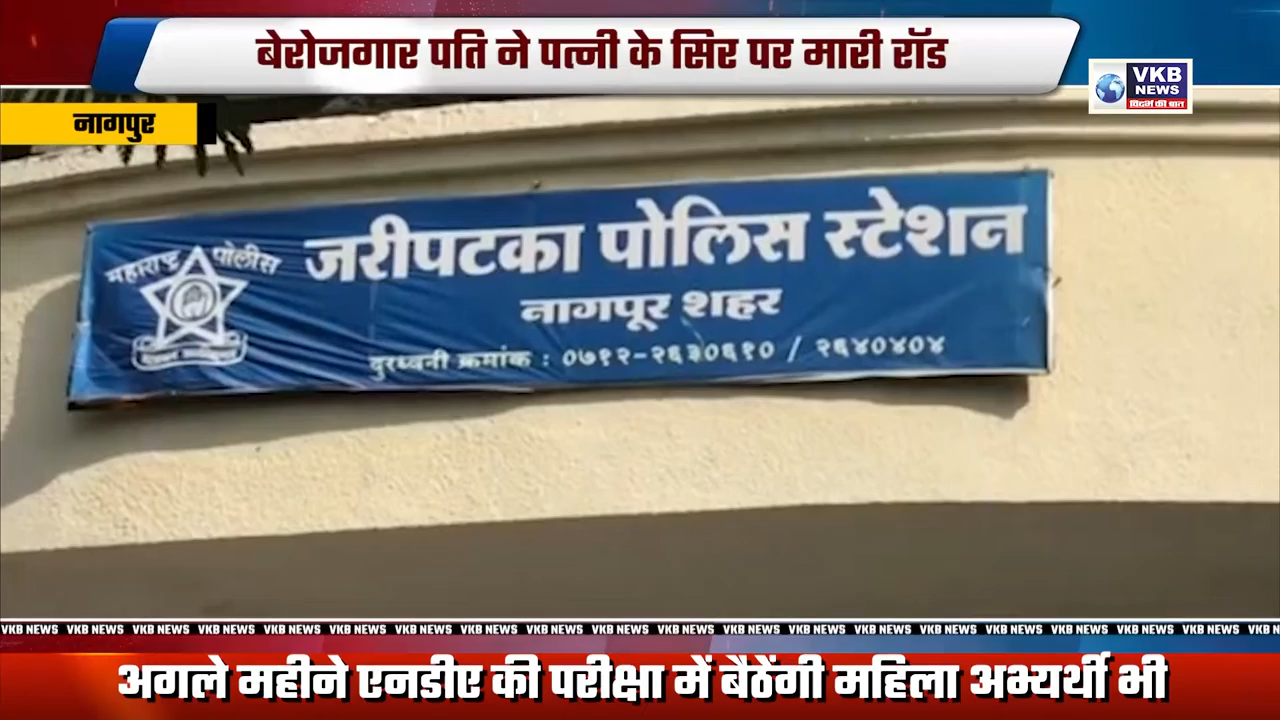 बेरोजगार पति ने पत्नी के सिर पर मारी रॉड
VKB
NEWS
विदर्भ की बात
नागपुर
महाराष्ट्र पोलीस
जरीपटका पोलिस स्टेशन
नागपूर शहर
दुरध्वनी क्रमांक : ०७१२-२६३०६१० / २६४०४०४
VKB NEWS VKB NEWS VKB NEWS VKB NEWS VKB NEWS VKB NEWS VKB NEWS VKB NEWS VKB NEWS VKB NEWS VKB NEWS VKB NEWS VKB NEWS VKB NEWS VKB NEWS VKB NEWS VKB NEWS VKB NEWS VKB NEWS VKB N
अगले महीने एनडीए की परीक्षा में बैठेंगी महिला अभ्यर्थी भी